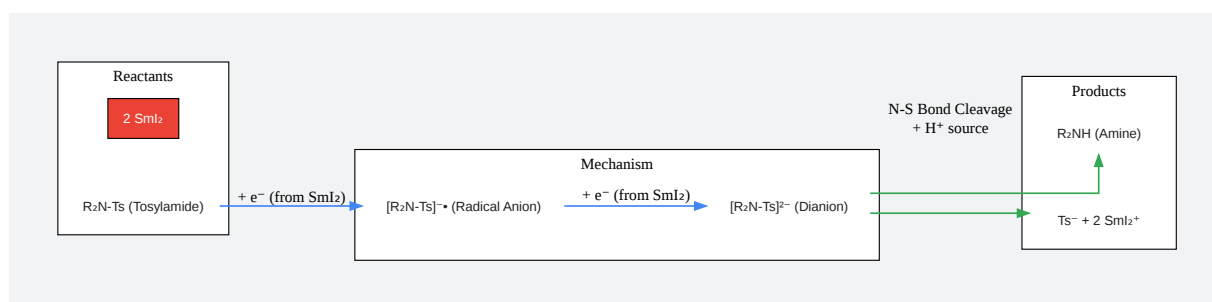 Reactants
2 SmI₂
R₂N-Ts (Tosylamide)
+ e⁻ (from SmI₂)
Mechanism
[R₂N-Ts]⁻• (Radical Anion)
+ e⁻ (from SmI₂)
[R₂N-Ts]²⁻ (Dianion)
N-S Bond Cleavage
+ H⁺ source
Products
R₂NH (Amine)
Ts⁻ + 2 SmI₂⁺